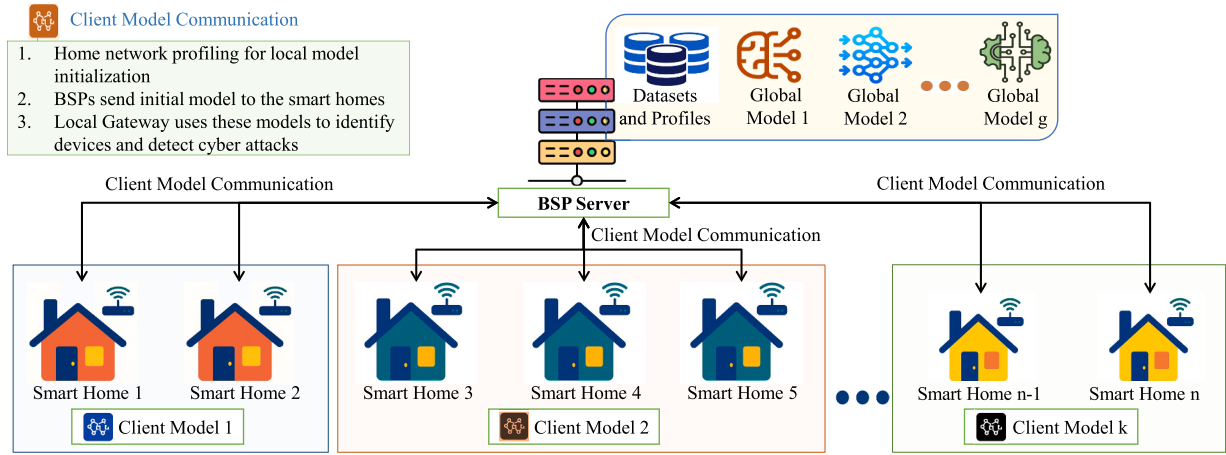 Client Model Communication
1. Home network profiling for local model
initialization
2. BSPs send initial model to the smart homes
3. Local Gateway uses these models to identify
devices and detect cyber attacks
Datasets
and Profiles
Global
Model 1
Global
Model 2
Global
Model g
Client Model Communication
BSP Server
Client Model Communication
Client Model Communication
Smart Home 1
Smart Home 2
Client Model 1
Smart Home 3
Smart Home 4
Smart Home 5
Client Model 2
Smart Home n-1
Smart Home n
Client Model k